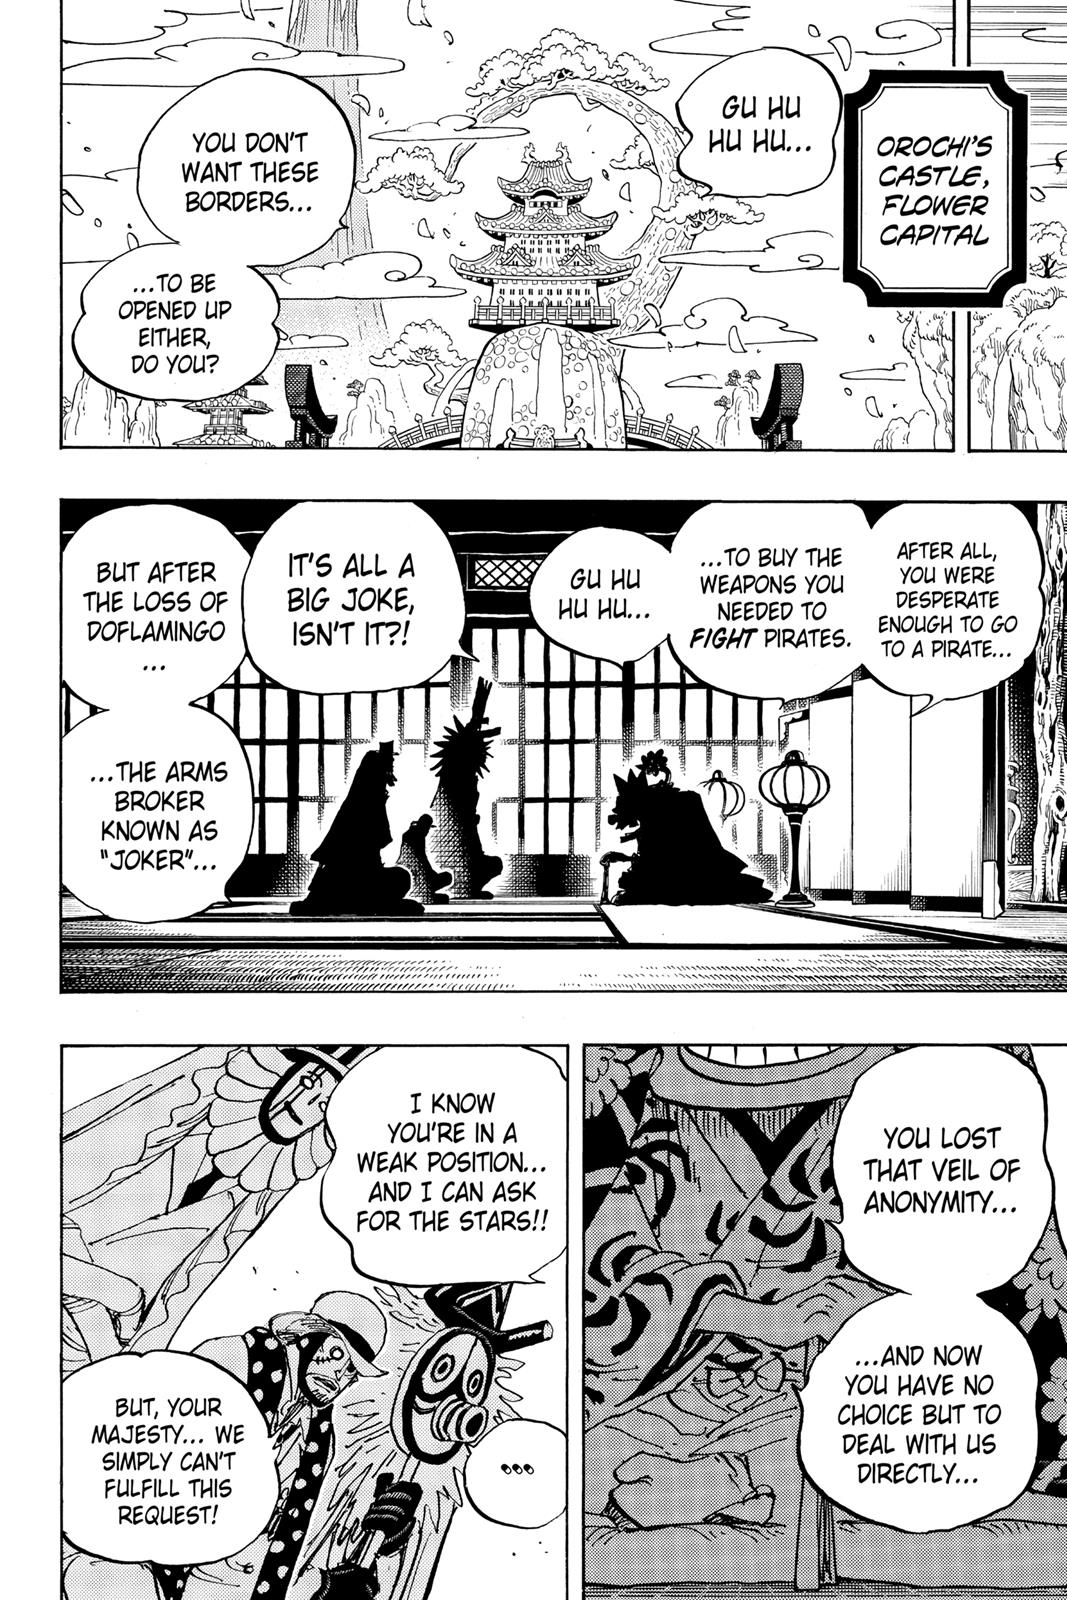 OROCHI'S
CASTLE,
FLOWER
CAPITAL
GU HU
HU HU...
YOU DON'T
WANT THESE
BORDERS...
...TO BE
OPENED UP
EITHER,
DO YOU?
AFTER ALL,
YOU WERE
DESPERATE
ENOUGH TO GO
TO A PIRATE...
...TO BUY THE
WEAPONS YOU
NEEDED TO
FIGHT PIRATES.
GU HU
HU HU...
IT'S ALL A
BIG JOKE,
ISN'T IT?!
BUT AFTER
THE LOSS OF
DOFLAMINGO
...
...THE ARMS
BROKER
KNOWN AS
"JOKER"...
YOU LOST
THAT VEIL OF
ANONYMITY...
...AND NOW
YOU HAVE NO
CHOICE BUT TO
DEAL WITH US
DIRECTLY...
I KNOW
YOU'RE IN A
WEAK POSITION...
AND I CAN ASK
FOR THE STARS!!
...
BUT, YOUR
MAJESTY... WE
SIMPLY CAN'T
FULFILL THIS
REQUEST!